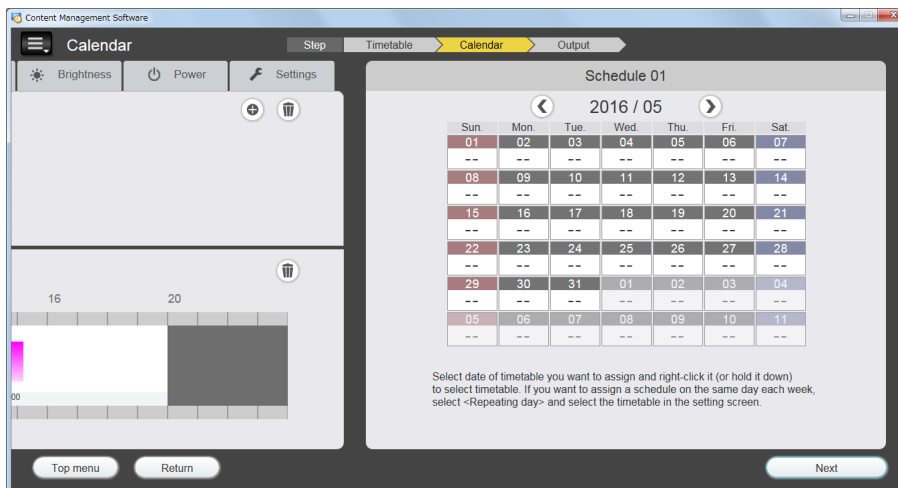 Content Management Software
Calendar
Step Timetable Calendar Output
Brightness Power Settings
Schedule 01
2016 / 05
Sun. Mon. Tue. Wed. Thu. Fri. Sat.
01 02 03 04 05 06 07
-- -- -- -- -- -- --
08 09 10 11 12 13 14
-- -- -- -- -- -- --
15 16 17 18 19 20 21
-- -- -- -- -- -- --
22 23 24 25 26 27 28
-- -- -- -- -- -- --
29 30 31 01 02 03 04
-- -- -- -- -- -- --
05 06 07 08 09 10 11
-- -- -- -- -- -- --
16 20
00
Select date of timetable you want to assign and right-click it (or hold it down)
to select timetable. If you want to assign a schedule on the same day each week,
select <Repeating day> and select the timetable in the setting screen.
Top menu Return Next